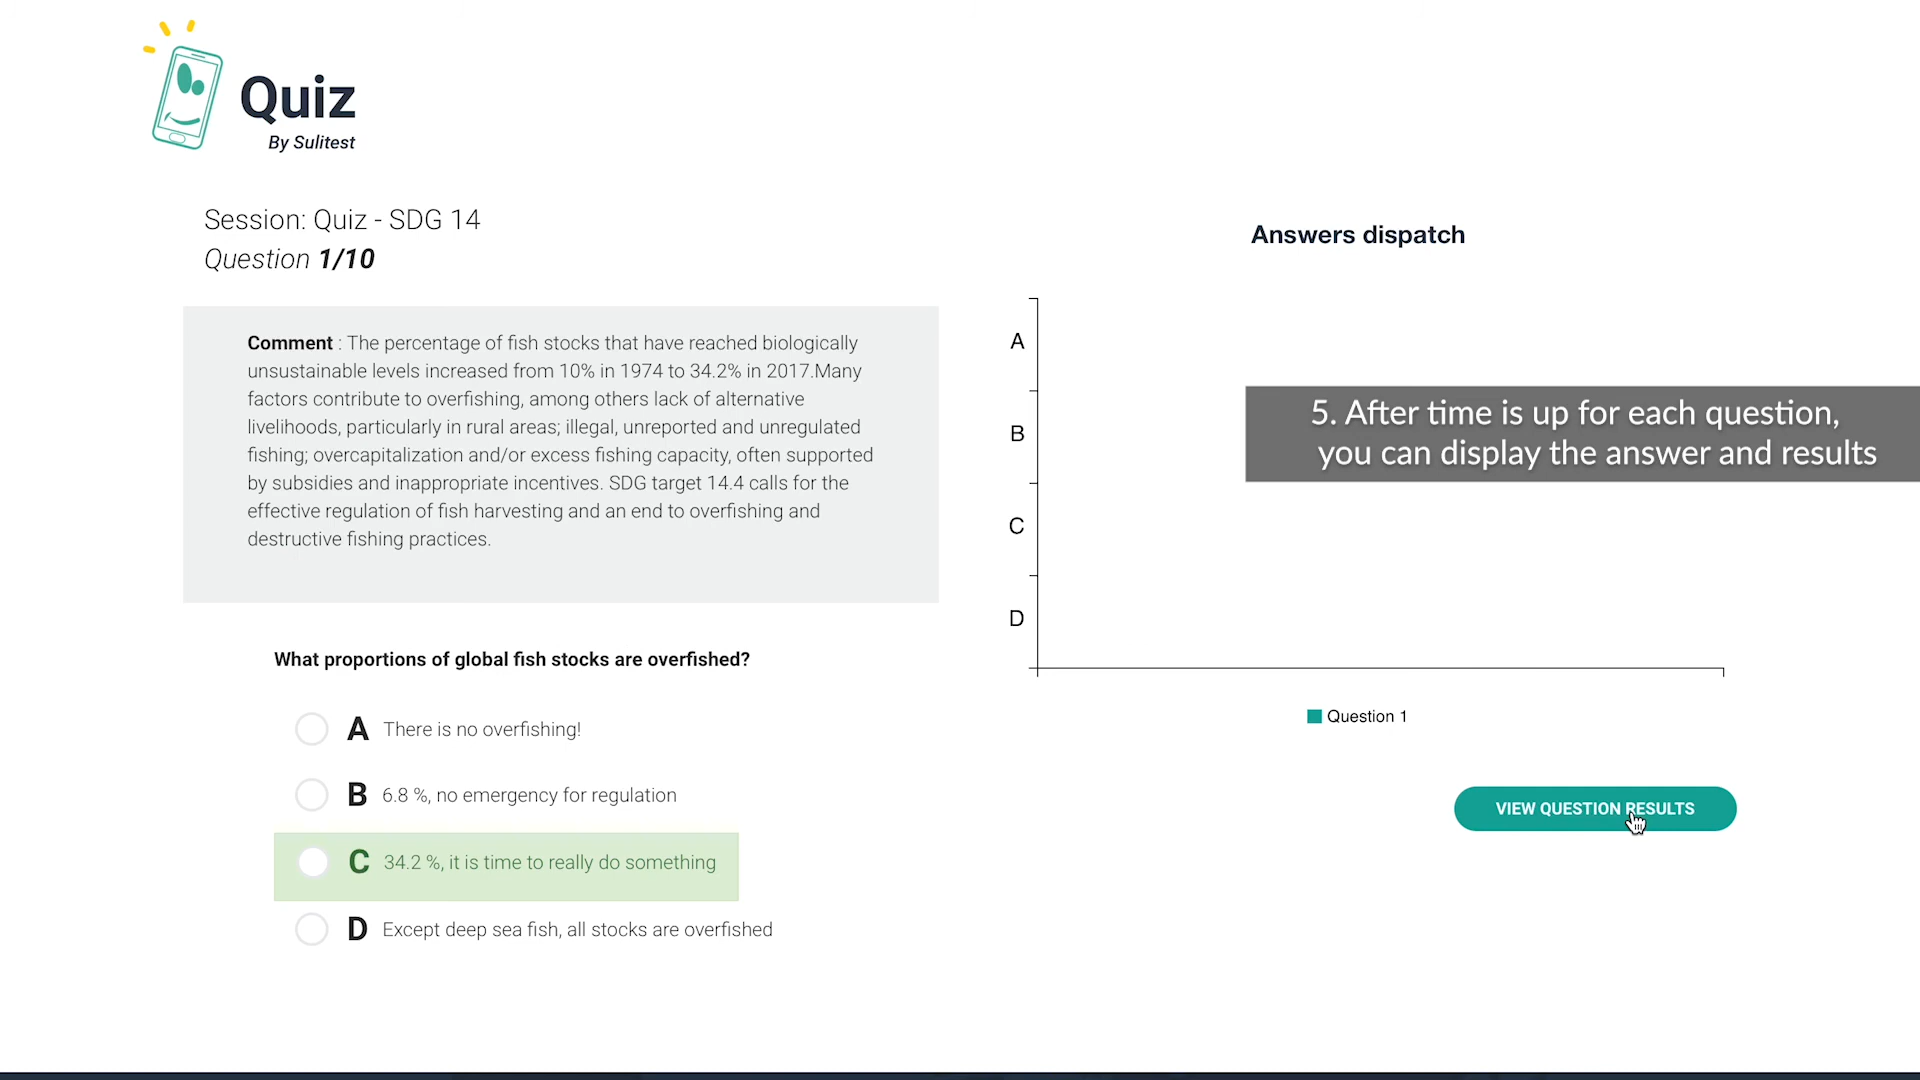 Quiz
By Sulitest
Session: Quiz - SDG 14
Question 1/10
Comment : The percentage of fish stocks that have reached biologically
unsustainable levels increased from 10% in 1974 to 34.2% in 2017.Many
factors contribute to overfishing, among others lack of alternative
livelihoods, particularly in rural areas; illegal, unreported and unregulated
fishing; overcapitalization and/or excess fishing capacity, often supported
by subsidies and inappropriate incentives. SDG target 14.4 calls for the
effective regulation of fish harvesting and an end to overfishing and
destructive fishing practices.
What proportions of global fish stocks are overfished?
A There is no overfishing!
B 6.8 %, no emergency for regulation
C 34.2 %, it is time to really do something
D Except deep sea fish, all stocks are overfished
Answers dispatch
A
B
C
D
5. After time is up for each question,
you can display the answer and results
Question 1
VIEW QUESTION RESULTS